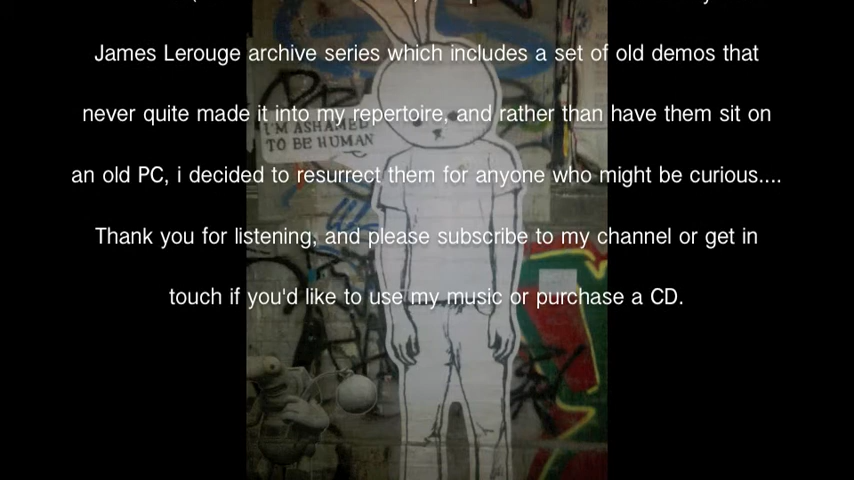 James Lerouge archive series which includes a set of old demos that
never quite made it into my repertoire, and rather than have them sit on
I'M ASHAMED
TO BE HUMAN
an old PC, i decided to resurrect them for anyone who might be curious....
Thank you for listening, and please subscribe to my channel or get in
touch if you'd like to use my music or purchase a CD.